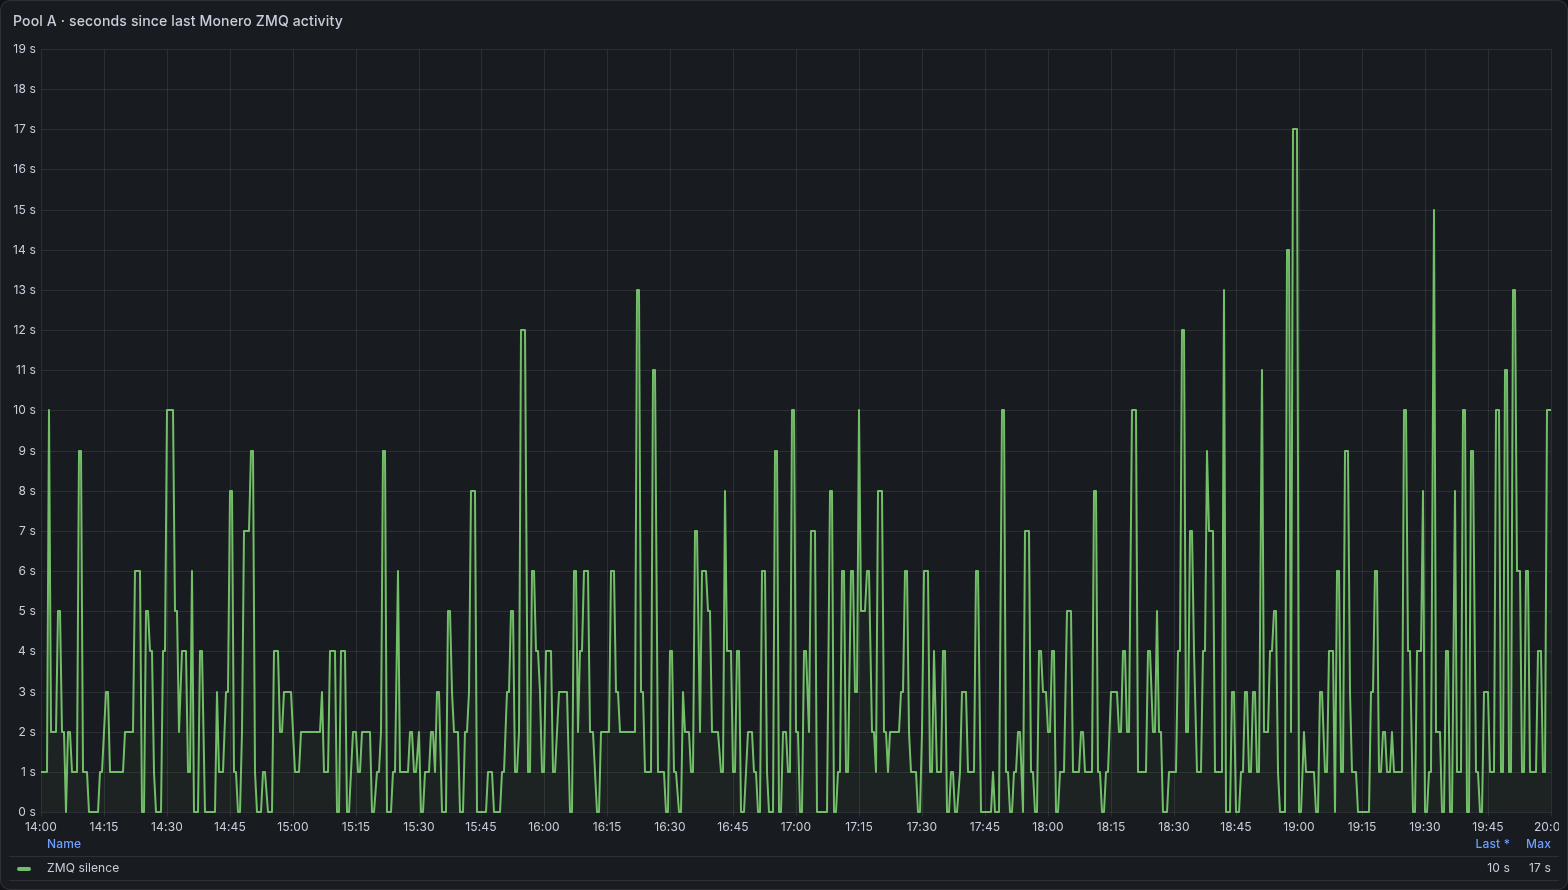 Pool A · seconds since last Monero ZMQ activity
19 s
18 s
17 s
16 s
15 s
14 s
13 s
12 s
11 s
10 s
9 s
8 s
7 s
6 s
5 s
4 s
3 s
2 s
1 s
0 s
14:00 14:15 14:30 14:45 15:00 15:15 15:30 15:45 16:00 16:15 16:30 16:45 17:00 17:15 17:30 17:45 18:00 18:15 18:30 18:45 19:00 19:15 19:30 19:45 20:0
Name Last * Max
ZMQ silence 10 s 17 s